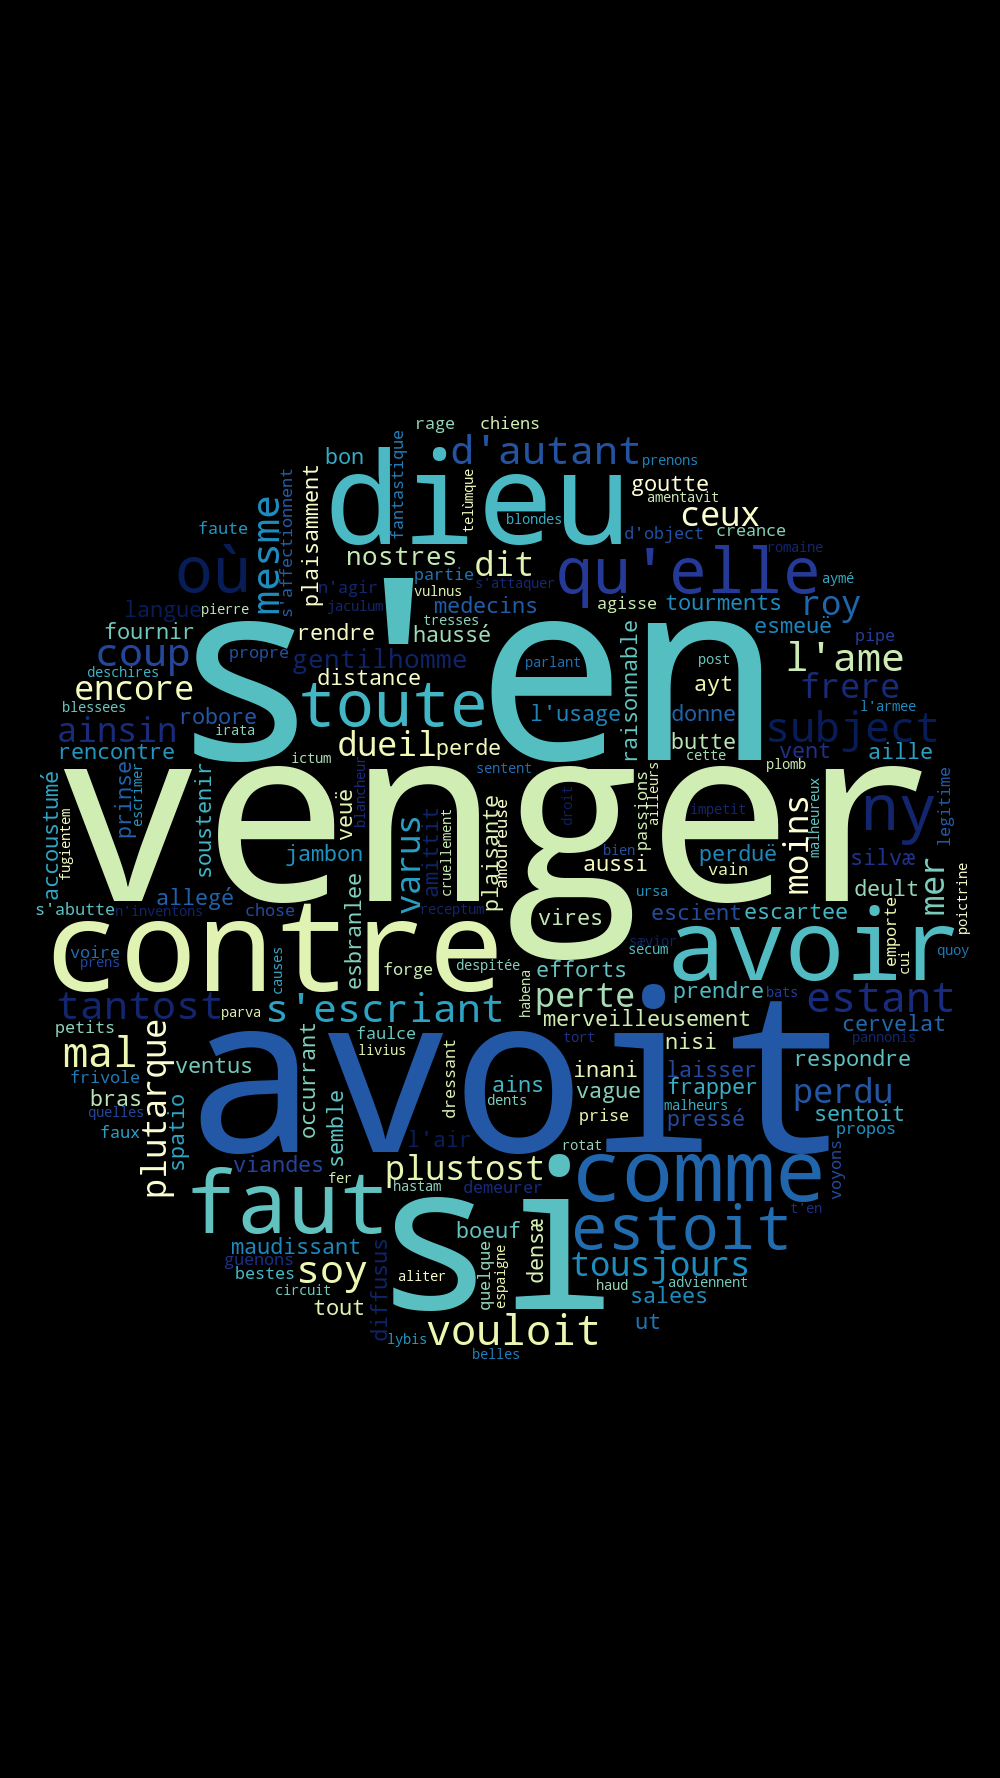 rage chiens
bon d'autant prenons
fantastique
dieu
telùmque
goutte
amentavit
ceux
s'affectionnent
plaisamment
mesme
faute
blondes
d'object creance
nostres dit
romaine
où
qu'elle
partie s'attaquer
aymé
n'agir vulnus
langue pierre
jaculum
medecins
agisse tourments roy
tresses
fournir
rendre
haussé
esmeuë
pipe
s'en
coup
propre
gentilhomme
parlant
raisonnable
post
l'ame
deschires
distance
encore
toute
ayt
frere
blessees
robore
l'usage
donne
l'armee
irata
ainsin
subject
rencontre
ictum
dueil perde
butte
cette
vent
aille
sentent
plomb
venger
accoustumé
fugientem
prinse
escrimer
soustenir
veuë
blancheur
varus
amittit
cruellement
plaisante
amoureuse
droit
passions
ailleurs
impetit
moins
malheureux
ny
legitime
jambon
bien
aussi
perduë
vain
silvæ
allegé
ursa
deult
mer
poictrine
s'abutte n'inventons chose
receptum
vires
escient escartee
contre
esbranlee
sævior
secum
avoir
emporte
cui
quoy
voire
prens
causes
forge
despitée
efforts
habena
tantost
parva
s'escriant
perte
prendre bats
estant
merveilleusement
cervelat
petits
faulce
livius
tort
pannonis
avoit
mal
plutarque
ventus
spatio
occurrant
dressant
nisi
respondre
frivole
inani
laisser
ains
vague
frapper
perdu
bras
dents
malheurs
quelles
prise
pressé
sentoit
faux
semble
l'air
rotat
propos
viandes
plustost
comme
voyons
faut
fer
hastam
demeurer
si
t'en
boeuf
densæ
estoit
maudissant
guenons
diffusus
quelque
espagne
bestes
soy
aliter
tousjours
circuit
haud
adviennent
tout
salees
vouloit
ut
lybis
belles